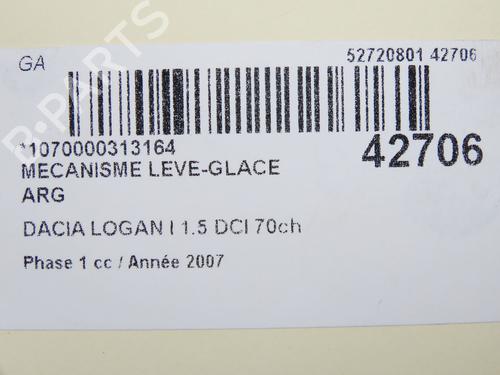 GA
52720801 42706
*1070000313164
42706
MECANISME LEVE-GLACE
ARG
DACIA LOGAN I 1.5 DCI 70ch
Phase 1 cc / Année 2007
B-PARTS